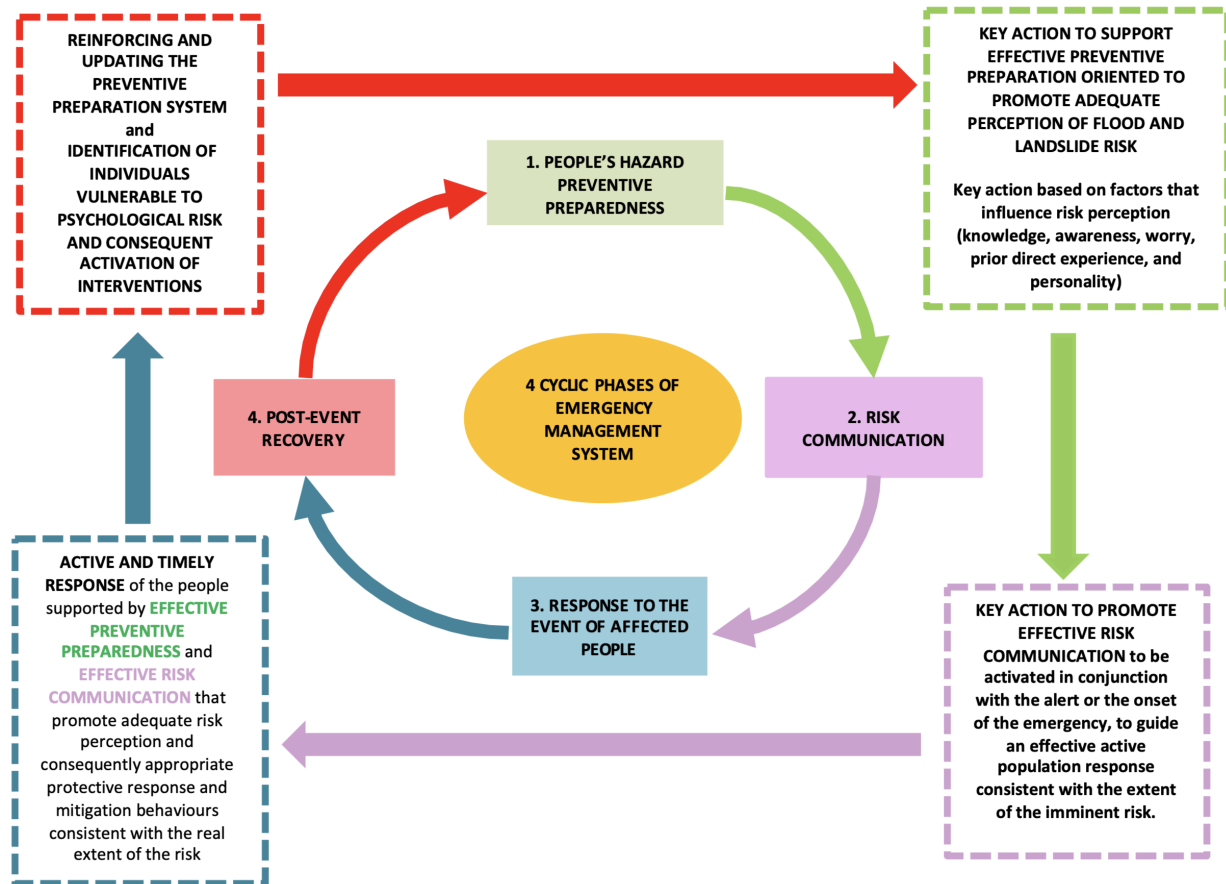 REINFORCING AND
UPDATING THE
PREVENTIVE
PREPARATION SYSTEM
and
IDENTIFICATION OF
INDIVIDUALS
VULNERABLE TO
PSYCHOLOGICAL RISK
AND CONSEQUENT
ACTIVATION OF
INTERVENTIONS
KEY ACTION TO SUPPORT
EFFECTIVE PREVENTIVE
PREPARATION ORIENTED TO
PROMOTE ADEQUATE
PERCEPTION OF FLOOD AND
LANDSLIDE RISK
Key action based on factors that
influence risk perception
(knowledge, awareness, worry,
prior direct experience, and
personality)
1. PEOPLE'S HAZARD
PREVENTIVE
PREPAREDNESS
4 CYCLIC PHASES OF
EMERGENCY
MANAGEMENT
SYSTEM
4. POST-EVENT
RECOVERY
2. RISK
COMMUNICATION
3. RESPONSE TO THE
EVENT OF AFFECTED
PEOPLE
ACTIVE AND TIMELY
RESPONSE of the people
supported by EFFECTIVE
PREVENTIVE
PREPAREDNESS and
EFFECTIVE RISK
COMMUNICATION that
promote adequate risk
perception and
consequently appropriate
protective response and
mitigation behaviours
consistent with the real
extent of the risk
KEY ACTION TO PROMOTE
EFFECTIVE RISK
COMMUNICATION to be
activated in conjunction
with the alert or the onset
of the emergency, to guide
an effective active
population response
consistent with the extent
of the imminent risk.